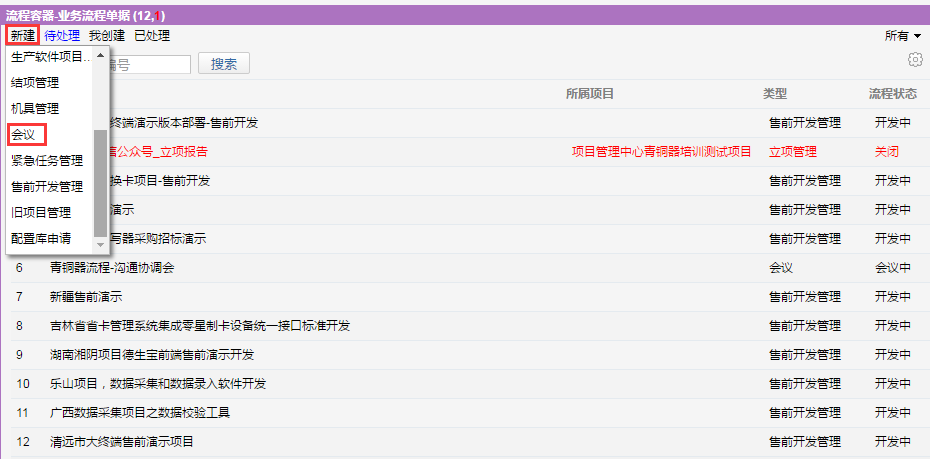 流程容器-业务流程单据 (12,1)
新建 待处理 我创建 已处理 所有
生产软件项目..
编号 搜索
结项管理
所属项目 类型 流程状态
机具管理
终端演示版本部署-售前开发 售前开发管理 开发中
会议
公众号_立项报告 项目管理中心青铜器培训测试项目 立项管理 关闭
紧急任务管理
换卡项目-售前开发 售前开发管理 开发中
售前开发管理
演示 售前开发管理 开发中
旧项目管理
配置库申请
写器采购招标演示 售前开发管理 开发中
6 青铜器流程-沟通协调会 会议 会议中
7 新疆售前演示 售前开发管理 开发中
8 吉林省省卡管理系统集成零星制卡设备统一接口标准开发 售前开发管理 开发中
9 湖南湘阴项目德生宝前端售前演示开发 售前开发管理 开发中
10 乐山项目，数据采集和数据录入软件开发 售前开发管理 开发中
11 广西数据采集项目之数据校验工具 售前开发管理 开发中
12 清远市大终端售前演示项目 售前开发管理 开发中